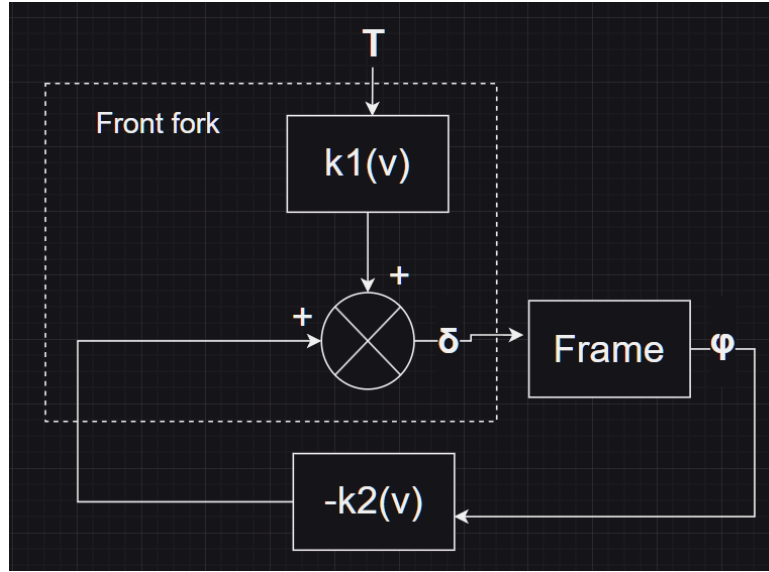 T
Front fork
k1(v)
+
+
δ
Frame
φ
-k2(v)